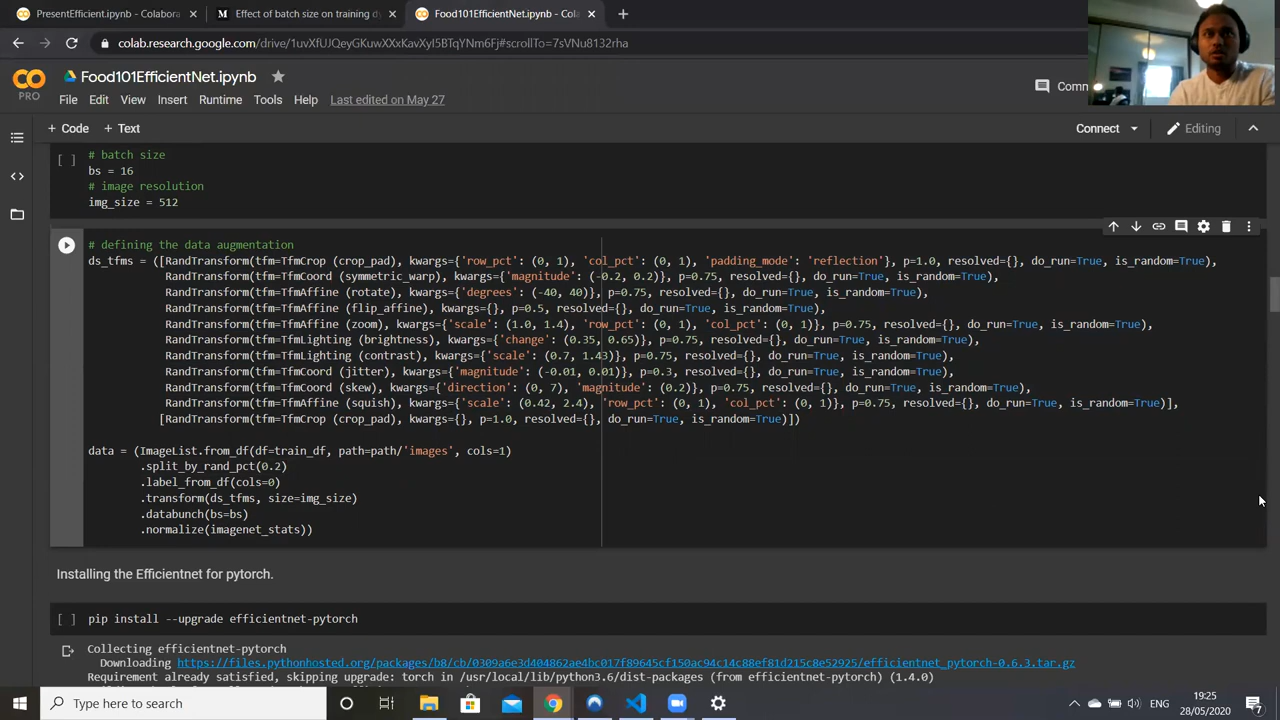 PresentEfficient.ipynb - Colabora
Effect of batch size on training dy
Food101EfficientNet.ipynb - Cola
colab.research.google.com/drive/1uvXfUJQeyGKuwXXxKavXyI5BTqYNm6Fj#scrollTo=7sVNu8132rha
Food101EfficientNet.ipynb
PRO
File Edit View Insert Runtime Tools Help Last edited on May 27
Comm
+ Code + Text
Connect
Editing
# batch size
bs = 16
# image resolution
img_size = 512
# defining the data augmentation
ds_tfms = ([RandTransform(tfm=TfmCrop (crop_pad), kwargs={'row_pct': (0, 1), 'col_pct': (0, 1), 'padding_mode': 'reflection'}, p=1.0, resolved={}, do_run=True, is_random=True),
RandTransform(tfm=TfmCoord (symmetric_warp), kwargs={'magnitude': (-0.2, 0.2)}, p=0.75, resolved={}, do_run=True, is_random=True),
RandTransform(tfm=TfmAffine (rotate), kwargs={'degrees': (-40, 40)}, p=0.75, resolved={}, do_run=True, is_random=True),
RandTransform(tfm=TfmAffine (flip_affine), kwargs={}, p=0.5, resolved={}, do_run=True, is_random=True),
RandTransform(tfm=TfmAffine (zoom), kwargs={'scale': (1.0, 1.4), 'row_pct': (0, 1), 'col_pct': (0, 1)}, p=0.75, resolved={}, do_run=True, is_random=True),
RandTransform(tfm=TfmLighting (brightness), kwargs={'change': (0.35, 0.65)}, p=0.75, resolved={}, do_run=True, is_random=True),
RandTransform(tfm=TfmLighting (contrast), kwargs={'scale': (0.7, 1.43)}, p=0.75, resolved={}, do_run=True, is_random=True),
RandTransform(tfm=TfmCoord (jitter), kwargs={'magnitude': (-0.01, 0.01)}, p=0.3, resolved={}, do_run=True, is_random=True),
RandTransform(tfm=TfmCoord (skew), kwargs={'direction': (0, 7), 'magnitude': (0.2)}, p=0.75, resolved={}, do_run=True, is_random=True),
RandTransform(tfm=TfmAffine (squish), kwargs={'scale': (0.42, 2.4), 'row_pct': (0, 1), 'col_pct': (0, 1)}, p=0.75, resolved={}, do_run=True, is_random=True)],
[RandTransform(tfm=TfmCrop (crop_pad), kwargs={}, p=1.0, resolved={}, do_run=True, is_random=True)])
data = (ImageList.from_df(df=train_df, path=path/'images', cols=1)
.split_by_rand_pct(0.2)
.label_from_df(cols=0)
.transform(ds_tfms, size=img_size)
.databunch(bs=bs)
.normalize(imagenet_stats))
Installing the Efficientnet for pytorch.
[ ] pip install --upgrade efficientnet-pytorch
Collecting efficientnet-pytorch
Downloading https://files.pythonhosted.org/packages/b8/cb/0309a6e3d404862ae4bc017f89645cf150ac94c14c88ef81d215c8e52925/efficientnet_pytorch-0.6.3.tar.gz
Requirement already satisfied, skipping upgrade: torch in /usr/local/lib/python3.6/dist-packages (from efficientnet-pytorch) (1.4.0)
Type here to search
ENG
19:25
28/05/2020
7